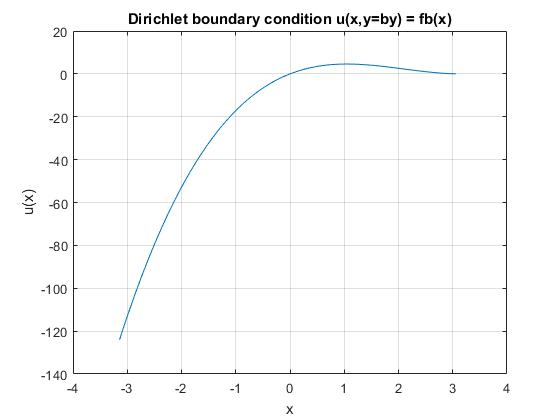 Dirichlet boundary condition u(x,y=by) = fb(x)
20
0
-20
-40
-60
-80
-100
-120
-140
u(x)
-4 -3 -2 -1 0 1 2 3 4
x